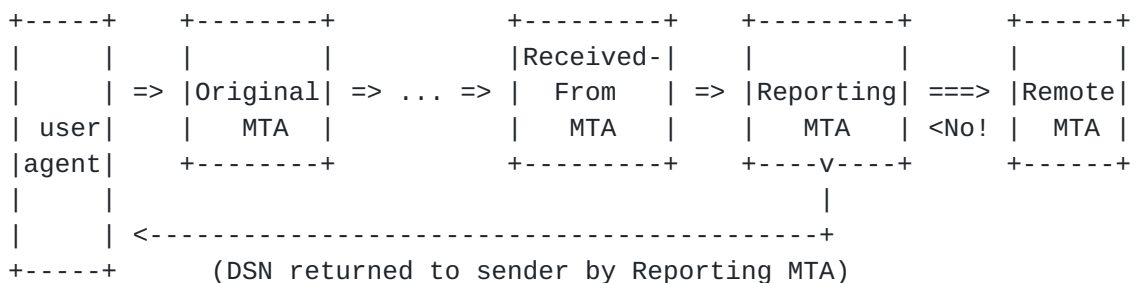 +-----+    +--------+           +---------+    +---------+      +------+
|     |    |        |           |Received-|    |         |      |      |
|     | => |Original| => ... => |  From   | => |Reporting| ===> |Remote|
| user|    |   MTA  |           |   MTA   |    |   MTA   | <No! |  MTA |
|agent|    +--------+           +---------+    +----v----+      +------+
|     |                                             |
|     | <-------------------------------------------+
+-----+      (DSN returned to sender by Reporting MTA)